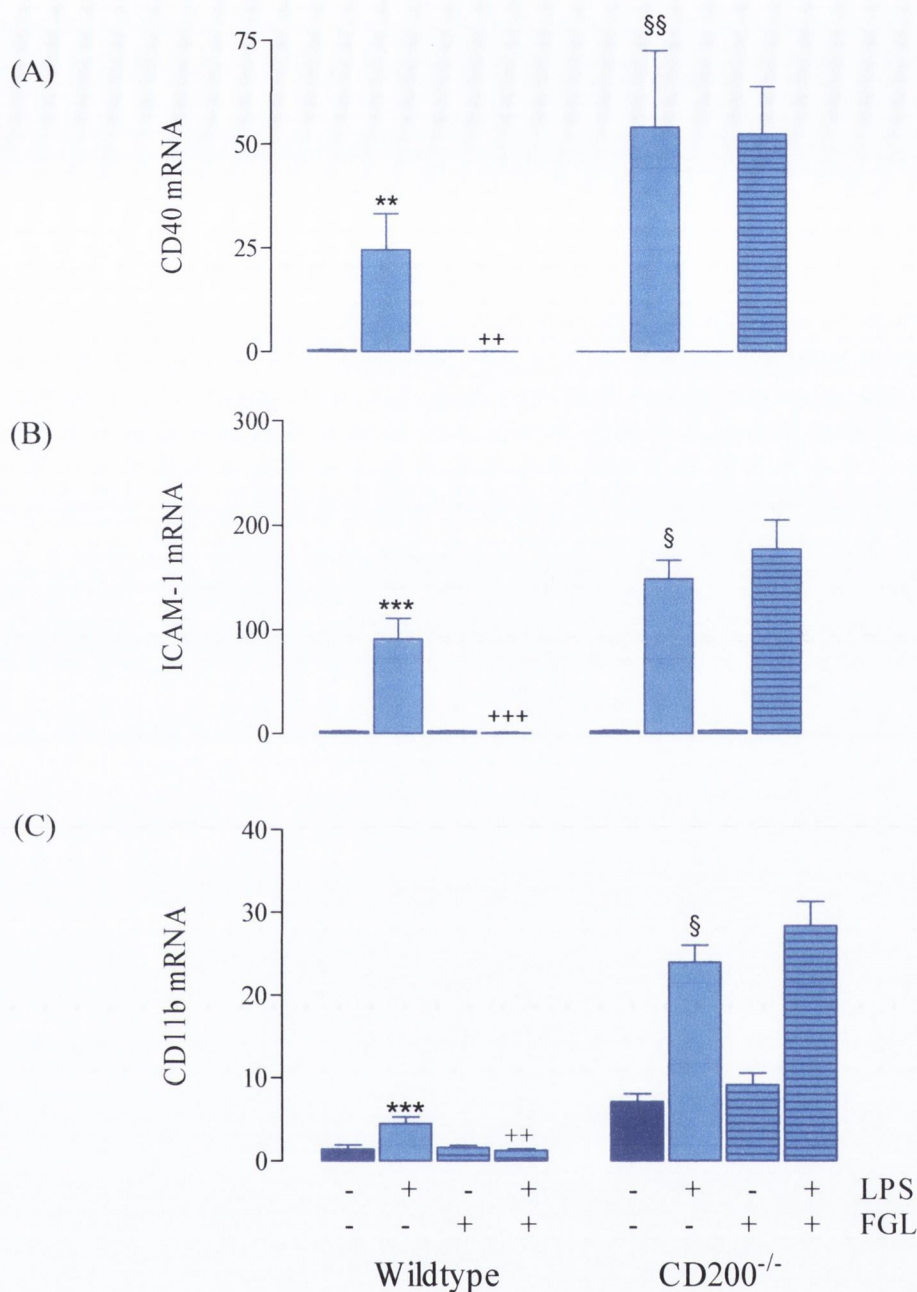 (A)
CD40 mRNA
75
50
25
0
**
++
§§
(B)
ICAM-1 mRNA
300
200
100
0
***
+++
§
(C)
CD11b mRNA
40
30
20
10
0
***
++
§
- + - + - + - + LPS
- - + + - - + + FGL
Wildtype CD200-/-